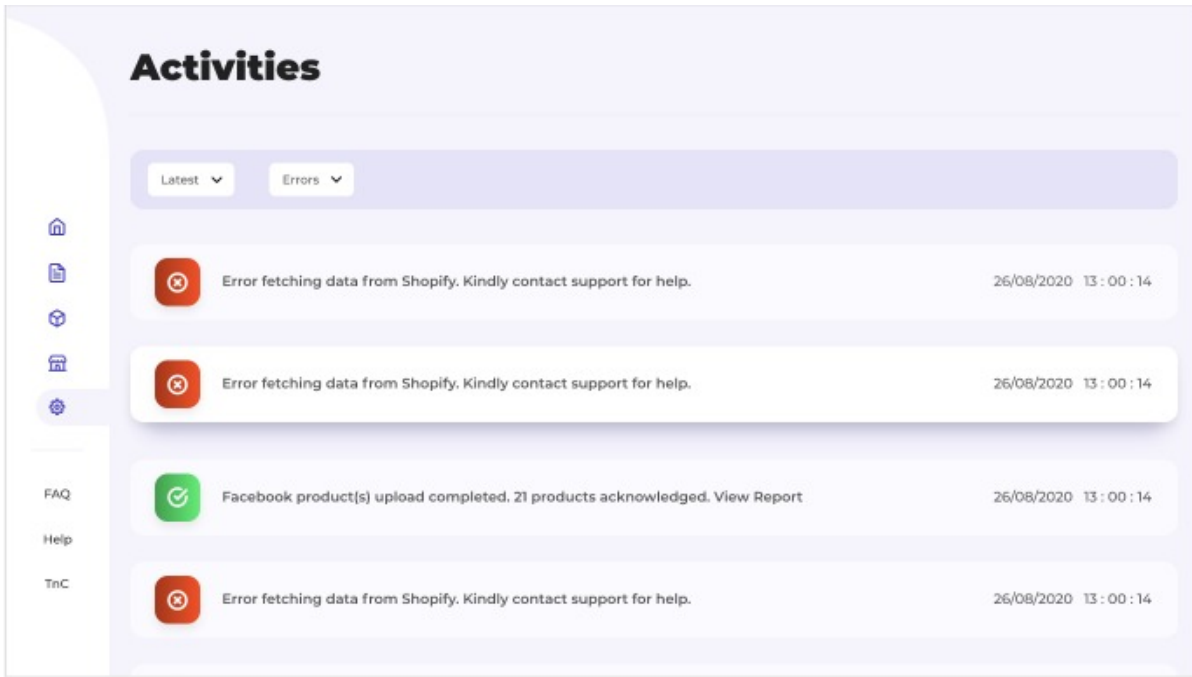 Activities
Latest
Errors
Error fetching data from Shopify. Kindly contact support for help. 26/08/2020 13 : 00 : 14
Error fetching data from Shopify. Kindly contact support for help. 26/08/2020 13 : 00 : 14
Facebook product(s) upload completed. 21 products acknowledged. View Report 26/08/2020 13 : 00 : 14
Error fetching data from Shopify. Kindly contact support for help. 26/08/2020 13 : 00 : 14
FAQ
Help
TnC